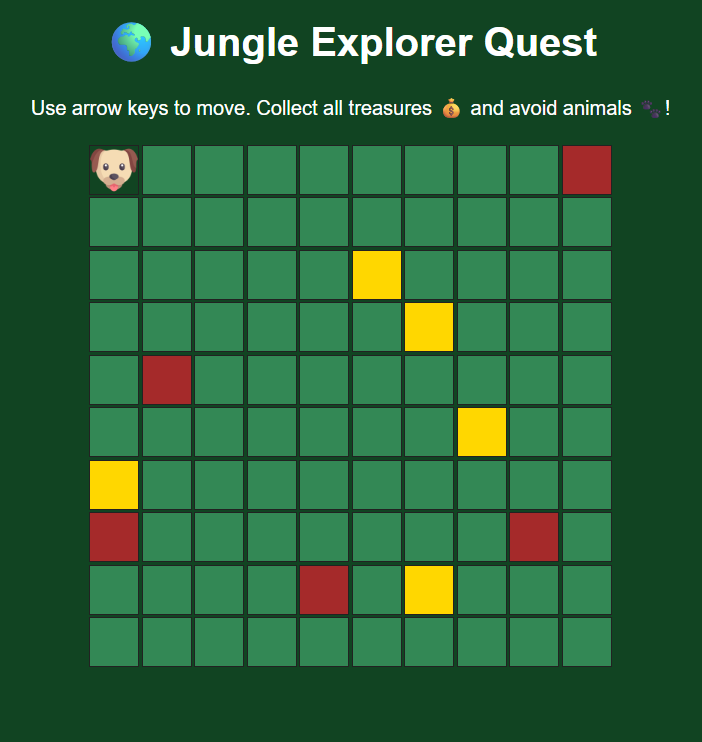 🌍 Jungle Explorer Quest
Use arrow keys to move. Collect all treasures 💰 and avoid animals 🐾!